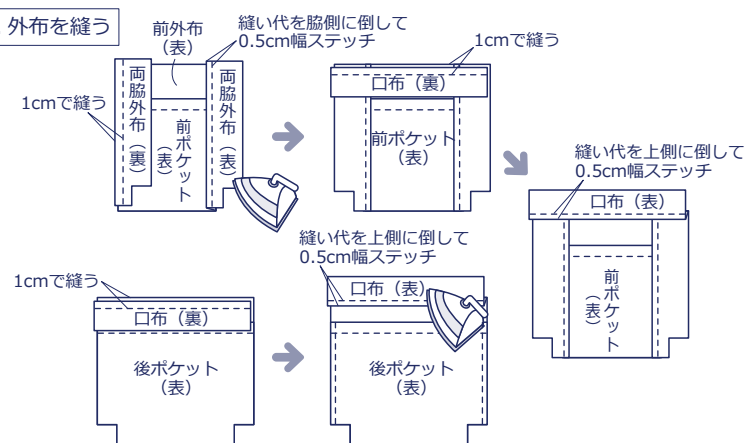 外布を縫う
前外布
（表）
縫い代を脇側に倒して
0.5cm幅ステッチ
1cmで縫う
両脇外布（裏）
前ポケット（表）
両脇外布（表）
1cmで縫う
口布（裏）
前ポケット
（表）
縫い代を上側に倒して
0.5cm幅ステッチ
口布（表）
前ポケット（表）
1cmで縫う
口布（裏）
後ポケット
（表）
縫い代を上側に倒して
0.5cm幅ステッチ
口布（表）
後ポケット
（表）